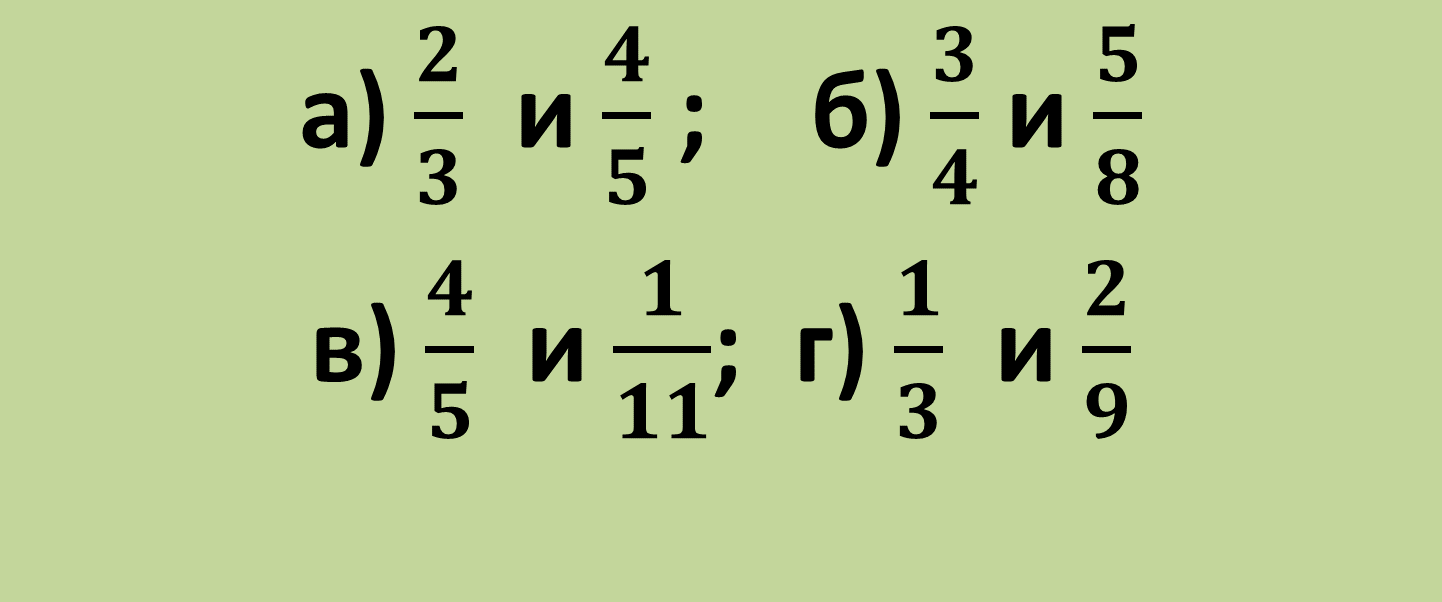 а) 2/3 и 4/5 ; б) 3/4 и 5/8
в) 4/5 и 1/11; г) 1/3 и 2/9